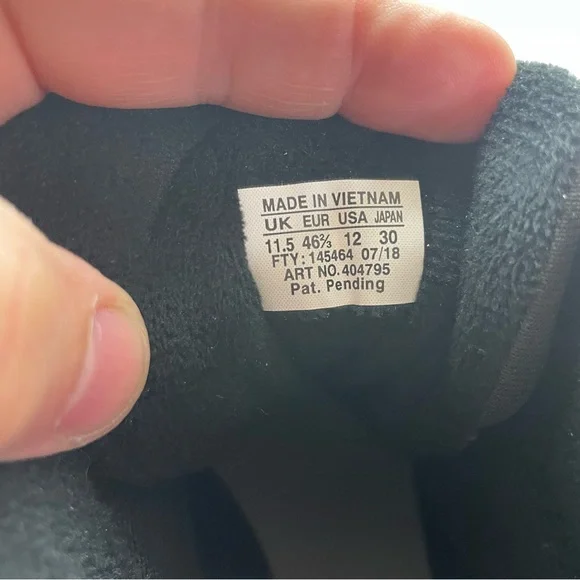 MADE IN VIETNAM
UK EUR USA JAPAN
11.5 46⅔ 12 30
FTY: 145464 07/18
ART NO. 404795
Pat. Pending